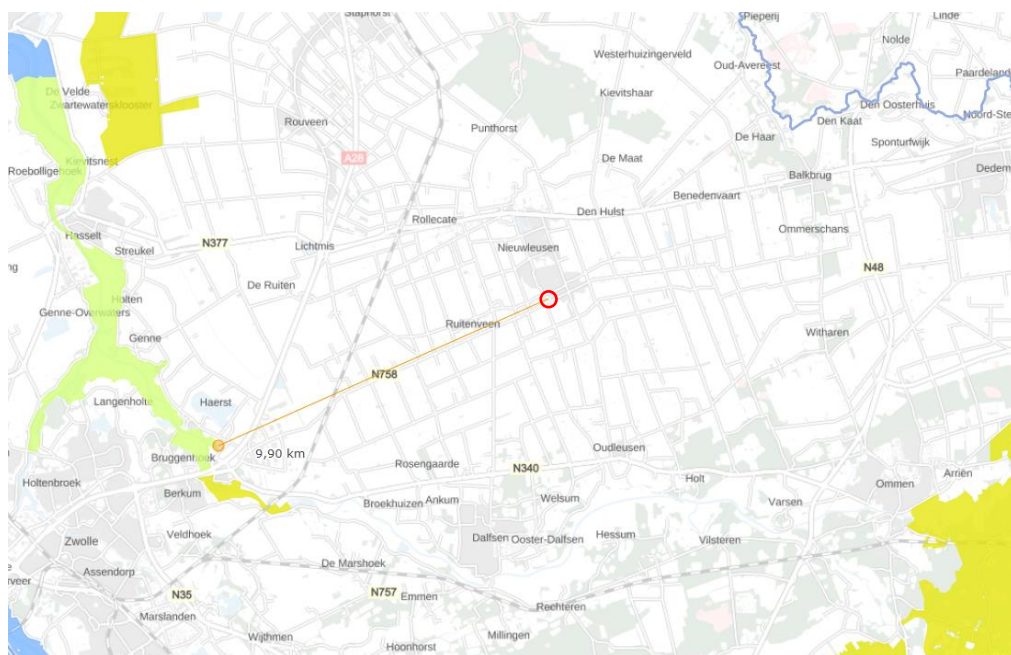 Staphorst
Pieperij
Linde
Nolde
Westerhuizingerveld
Oud-Avereest
Paardeland
De Velde
Zwartewatersklooster
Kievitshaar
Den Oosterhuis
Rouveen
Punthorst
Den Kaat
Noord-Ste
De Haar
Sponturfwijk
A28
De Maat
Kievitsnest
Roebolligehoek
Balkbrug
Dedem
Benedenvaart
Den Hulst
Rollecate
Hasselt
Streukel
N377
Lichtmis
Nieuwleusen
Ommerschans
ng
N48
De Ruiten
Holten
Genne-Overwaters
Ruitenveen
Genne
Witharen
N758
Langenholte
Haerst
Oudleusen
9,90 km
Bruggenhoek
Rosengaarde
N340
Arriën
Holtenbroek
Holt
Ommen
Berkum
Broekhuizen
Ankum
Welsum
Varsen
Veldhoek
Zwolle
Dalfsen
Ooster-Dalfsen
Hessum
Vilsteren
De Marshoek
Assendorp
erveer
N35
N757
Emmen
Rechteren
Marslanden
Wijthmen
Millingen
Hoonhorst